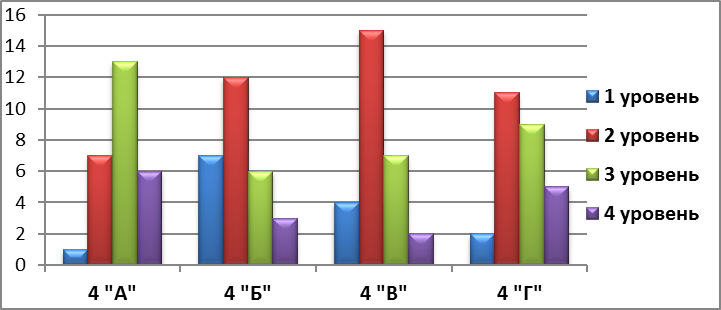 16
14
12
10
8
6
4
2
0
4 "А"
4 "Б"
4 "В"
4 "Г"
1 уровень
2 уровень
3 уровень
4 уровень